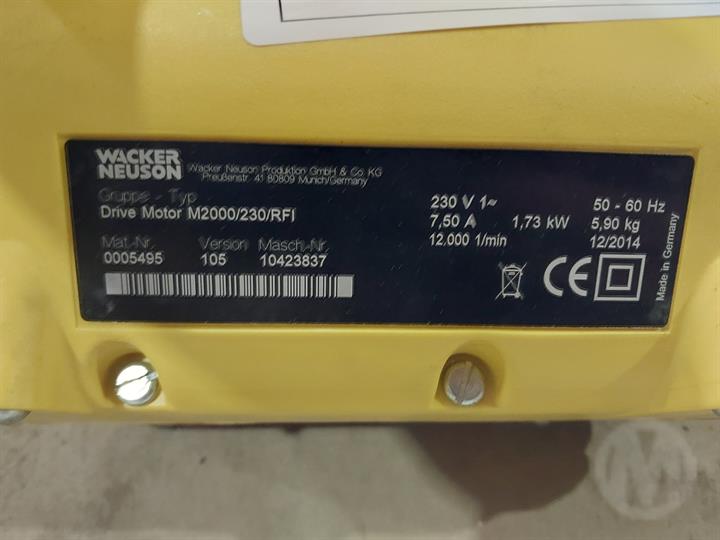 WACKER
NEUSON
Wacker Neuson Produktion GmbH & Co. KG
Preußenstr. 41 80809 Munich/Germany
Gruppe - Typ
Drive Motor M2000/230/RFI
Mat.-Nr. Version Masch.-Nr.
0005495 105 10423837
230 V 1~ 50 - 60 Hz
7,50 A 1,73 kW 5,90 kg
12.000 1/min 12/2014
CE
Made in Germany
M